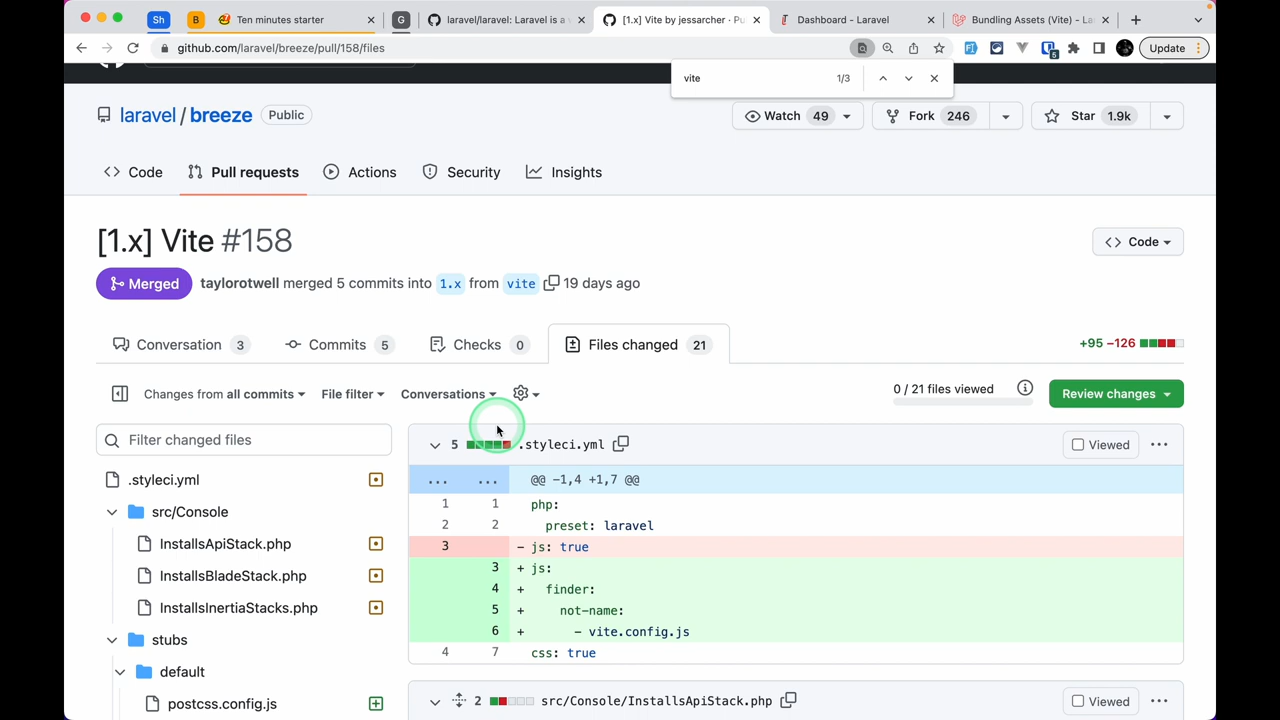 Sh B Ten minutes starter G laravel/laravel: Laravel is a [1.x] Vite by jessarcher · Pu Dashboard - Laravel Bundling Assets (Vite) - La
github.com/laravel/breeze/pull/158/files 5 Update
vite 1/3
laravel / breeze Public
Watch 49 Fork 246 Star 1.9k
Code Pull requests Actions Security Insights
[1.x] Vite #158
Code
Merged taylorotwell merged 5 commits into 1.x from vite 19 days ago
Conversation 3 Commits 5 Checks 0 Files changed 21
+95 −126
Changes from all commits File filter Conversations
0 / 21 files viewed
Review changes
Filter changed files
5 .styleci.yml Viewed
.styleci.yml
... ... @@ -1,4 +1,7 @@
src/Console
1 1 php:
2 2 preset: laravel
InstallsApiStack.php
3 - js: true
3 + js:
InstallsBladeStack.php
4 + finder:
InstallsInertiaStacks.php
5 + not-name:
6 + - vite.config.js
stubs
4 7 css: true
default
postcss.config.js
2 src/Console/InstallsApiStack.php Viewed